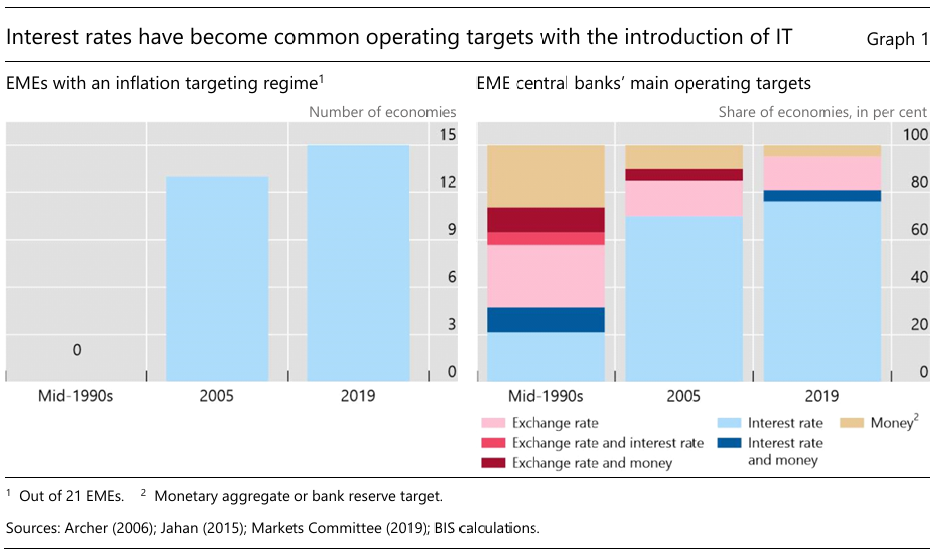 Interest rates have become common operating targets with the introduction of IT
Graph 1
EMEs with an inflation targeting regime1
Number of economies
15
12
9
6
3
0
0
Mid-1990s
2005
2019
EME central banks’ main operating targets
Share of economies, in per cent
100
80
60
40
20
0
Mid-1990s
2005
2019
Exchange rate
Exchange rate and interest rate
Exchange rate and money
Interest rate
Interest rate
and money
Money2
1 Out of 21 EMEs. 2 Monetary aggregate or bank reserve target.
Sources: Archer (2006); Jahan (2015); Markets Committee (2019); BIS calculations.